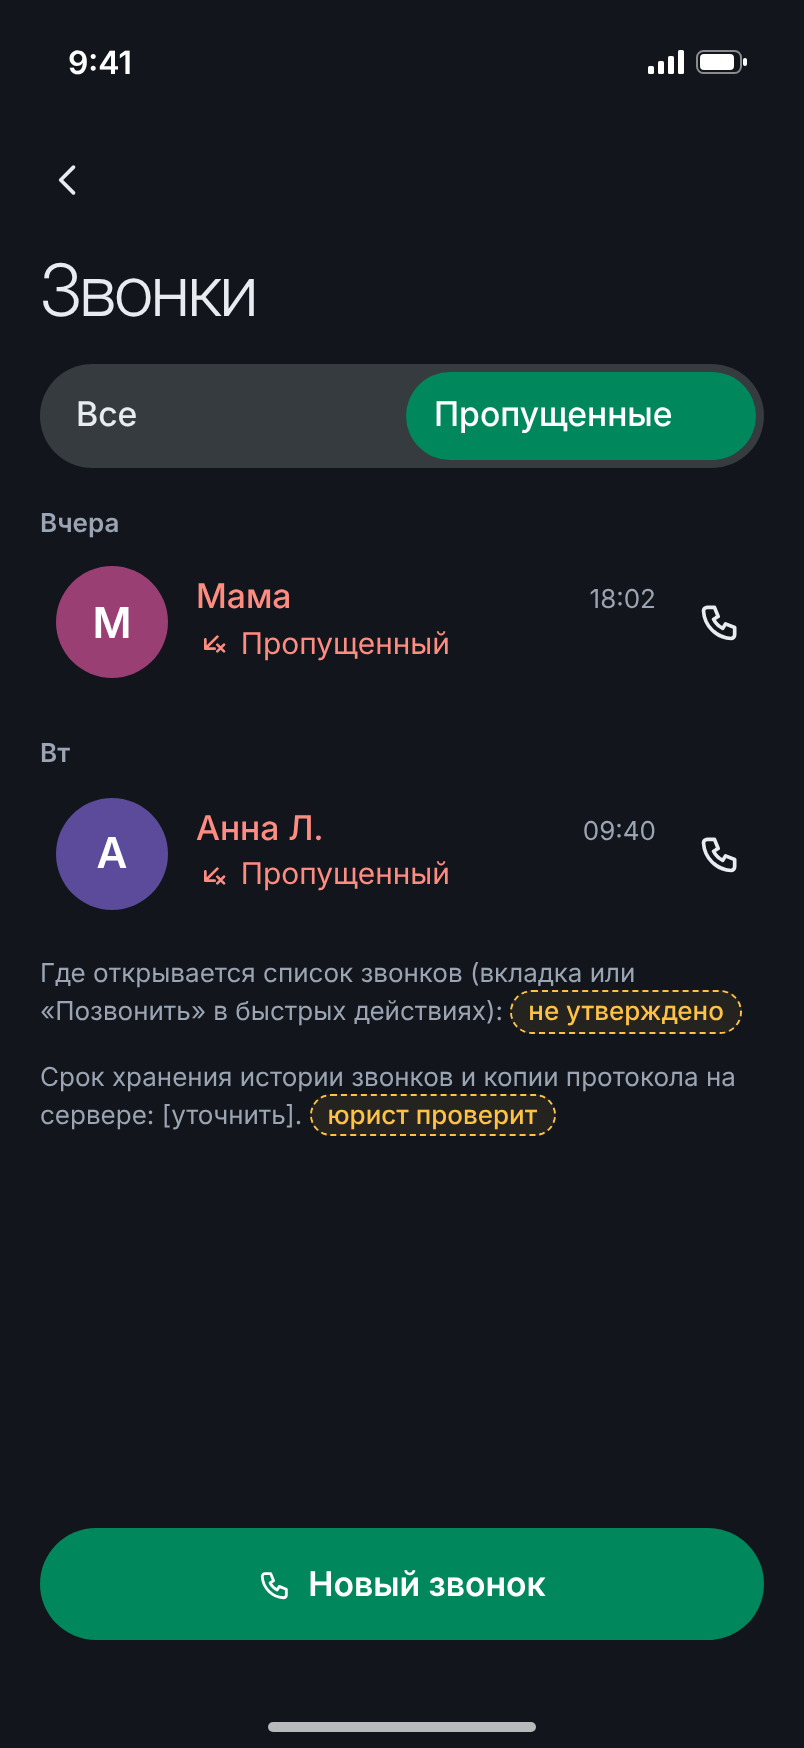 9:41
Звонки
Все
Пропущенные
Вчера
М
Мама
18:02
Пропущенный
Вт
А
Анна Л.
09:40
Пропущенный
Где открывается список звонков (вкладка или
«Позвонить» в быстрых действиях): не утверждено
Срок хранения истории звонков и копии протокола на
сервере: [уточнить]. юрист проверит
Новый звонок